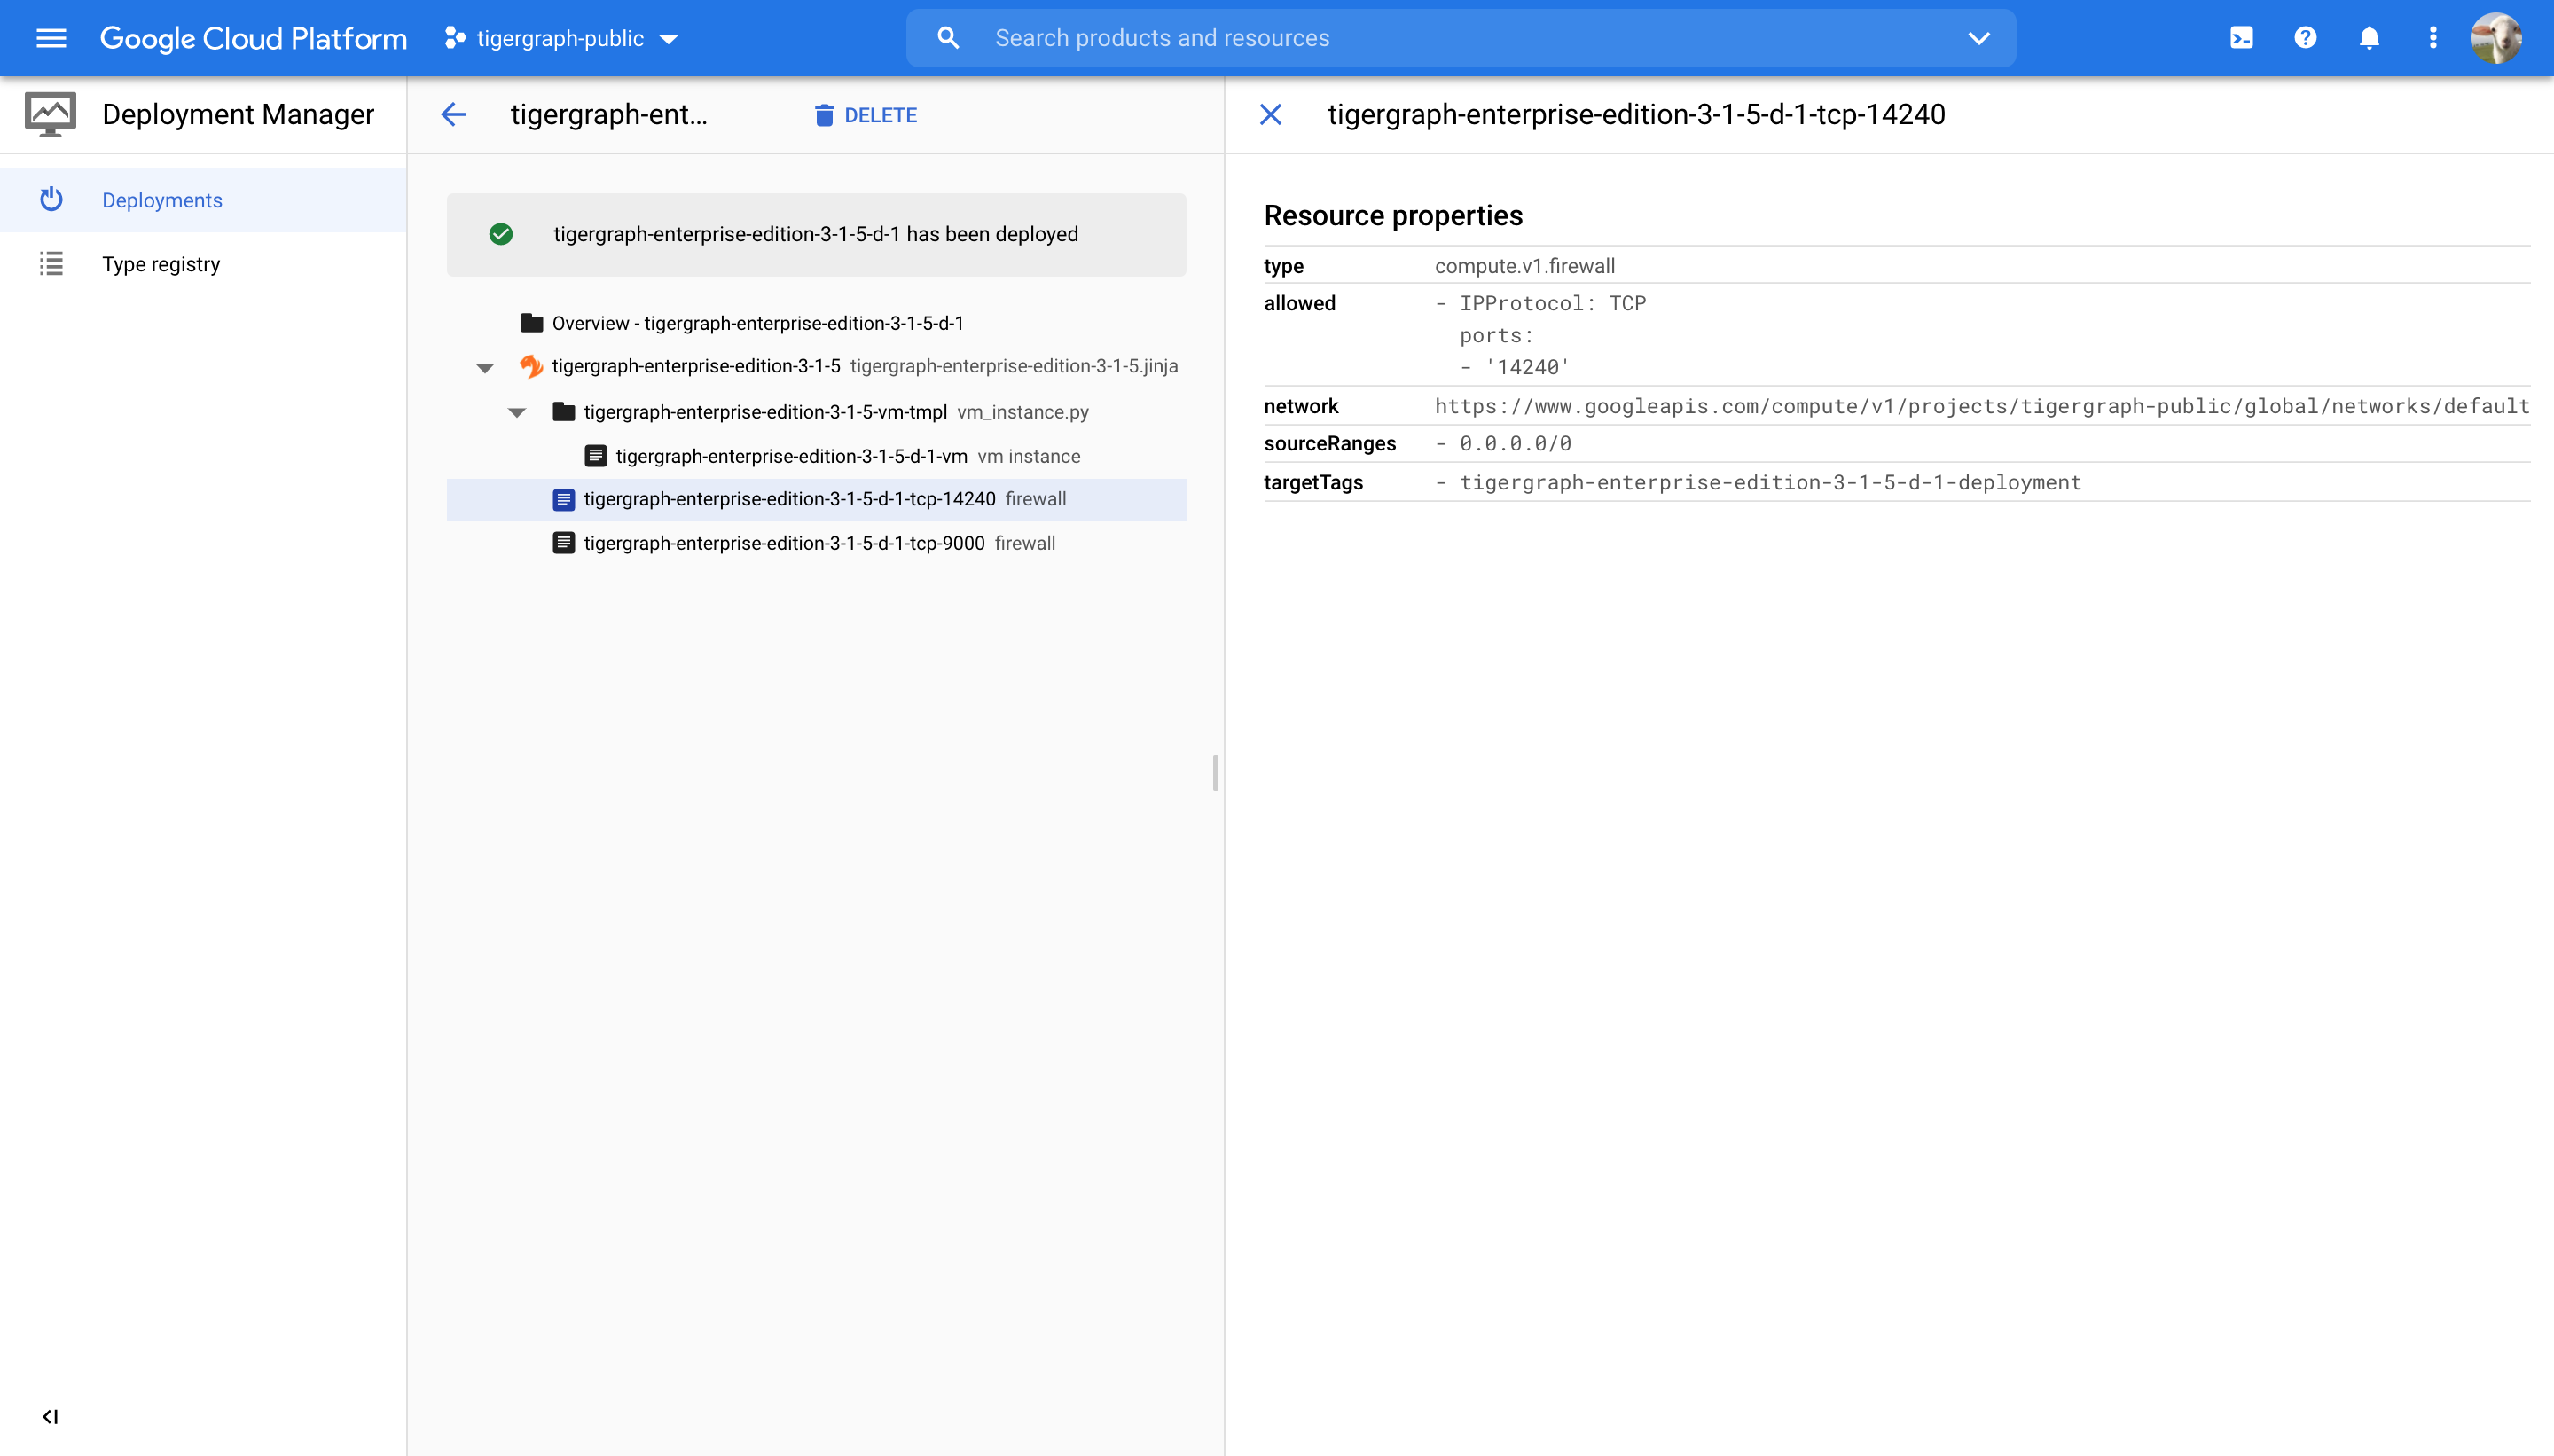 Google Cloud Platform
tigergraph-public
Search products and resources
Deployment Manager
tigergraph-ent...
DELETE
tigergraph-enterprise-edition-3-1-5-d-1-tcp-14240
Deployments
Type registry
tigergraph-enterprise-edition-3-1-5-d-1 has been deployed
Overview - tigergraph-enterprise-edition-3-1-5-d-1
tigergraph-enterprise-edition-3-1-5 tigergraph-enterprise-edition-3-1-5.jinja
tigergraph-enterprise-edition-3-1-5-vm-tmpl vm_instance.py
tigergraph-enterprise-edition-3-1-5-d-1-vm vm instance
tigergraph-enterprise-edition-3-1-5-d-1-tcp-14240 firewall
tigergraph-enterprise-edition-3-1-5-d-1-tcp-9000 firewall
Resource properties
type compute.v1.firewall
allowed - IPProtocol: TCP
ports:
- '14240'
network https://www.googleapis.com/compute/v1/projects/tigergraph-public/global/networks/default
sourceRanges - 0.0.0.0/0
targetTags - tigergraph-enterprise-edition-3-1-5-d-1-deployment